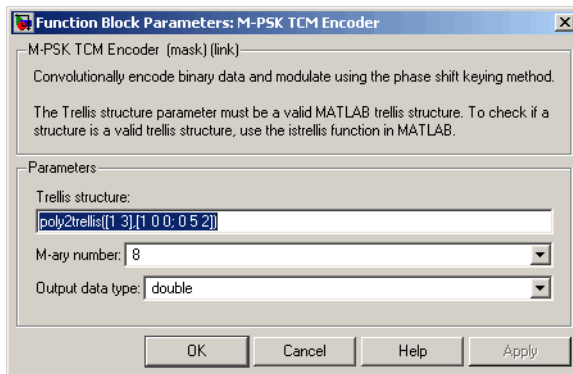 Function Block Parameters: M-PSK TCM Encoder
M-PSK TCM Encoder (mask) (link)
Convolutionally encode binary data and modulate using the phase shift keying method.
The Trellis structure parameter must be a valid MATLAB trellis structure. To check if a
structure is a valid trellis structure, use the istrellis function in MATLAB.
Parameters
Trellis structure:
poly2trellis([1 3],[1 0 0; 0 5 2])
M-ary number: 8
Output data type: double
OK Cancel Help Apply